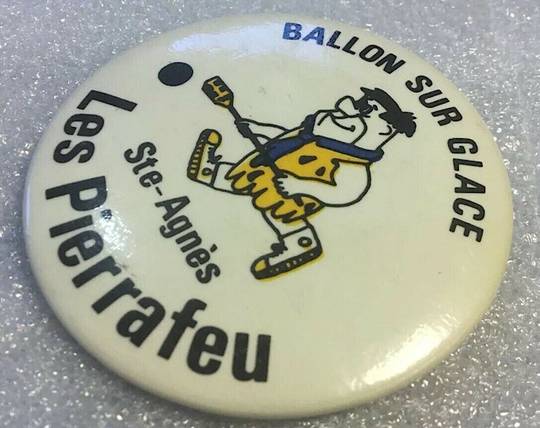 BALLON SUR GLACE
Ste-Agnès
Les Pierrafeu